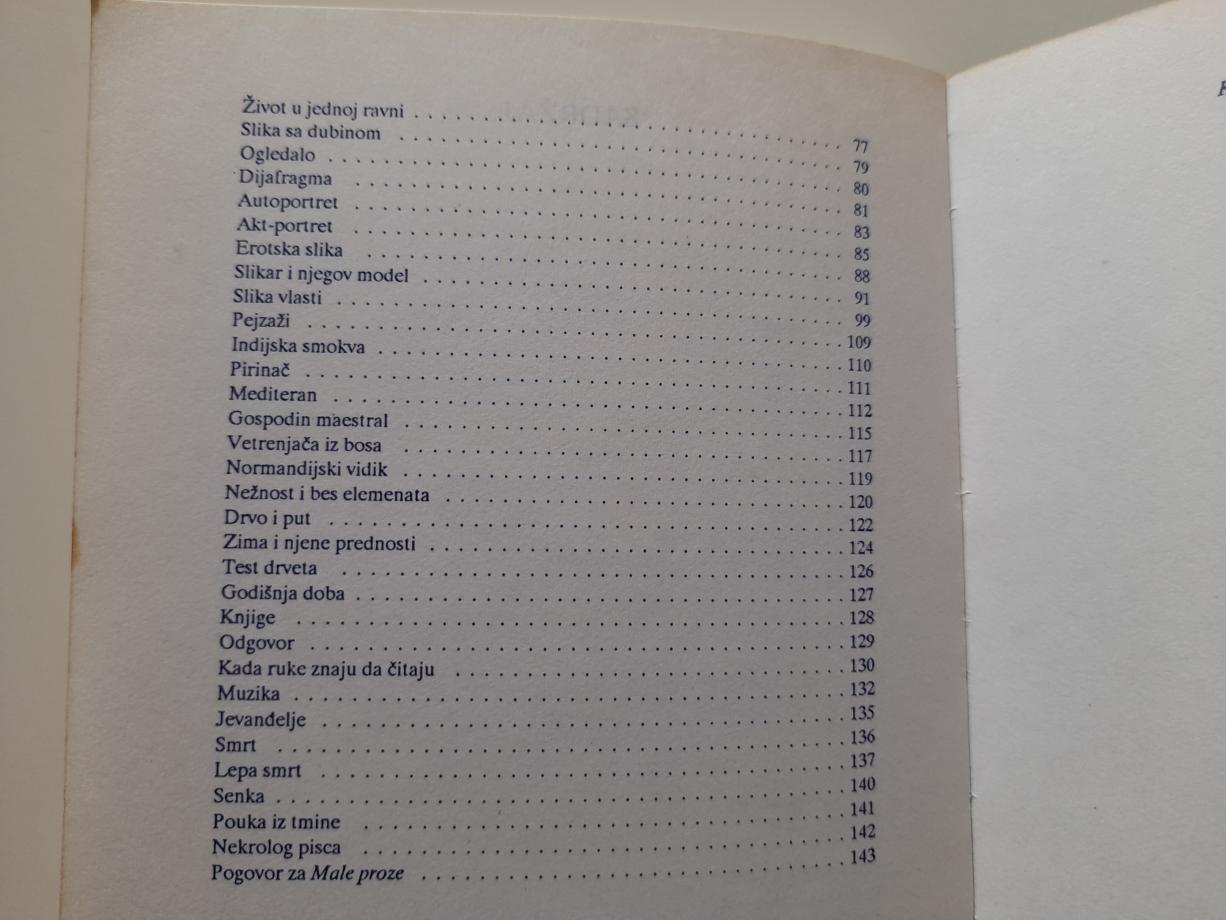 Život u jednoj ravni . . . . . . . . . . 77
Slika sa dubinom . . . . . . . . . . 79
Ogledalo . . . . . . . . . . 80
Dijafragma . . . . . . . . . . 81
Autoportret . . . . . . . . . . 83
Akt-portret . . . . . . . . . . 85
Erotska slika . . . . . . . . . . 88
Slikar i njegov model . . . . . . . . . . 91
Slika vlasti . . . . . . . . . . 99
Pejzaži . . . . . . . . . . 109
Indijska smokva . . . . . . . . . . 110
Pirinač . . . . . . . . . . 111
Mediteran . . . . . . . . . . 112
Gospodin maestral . . . . . . . . . . 115
Vetrenjača iz bosa . . . . . . . . . . 117
Normandijski vidik . . . . . . . . . . 119
Nežnost i bes elemenata . . . . . . . . . . 120
Drvo i put . . . . . . . . . . 122
Zima i njene prednosti . . . . . . . . . . 124
Test drveta . . . . . . . . . . 126
Godišnja doba . . . . . . . . . . 127
Knjige . . . . . . . . . . 128
Odgovor . . . . . . . . . . 129
Kada ruke znaju da čitaju . . . . . . . . . . 130
Muzika . . . . . . . . . . 132
Jevanđelje . . . . . . . . . . 135
Smrt . . . . . . . . . . 136
Lepa smrt . . . . . . . . . . 137
Senka . . . . . . . . . . 140
Pouka iz tmine . . . . . . . . . . 141
Nekrolog pisca . . . . . . . . . . 142
Pogovor za Male proze . . . . . . . . . . 143